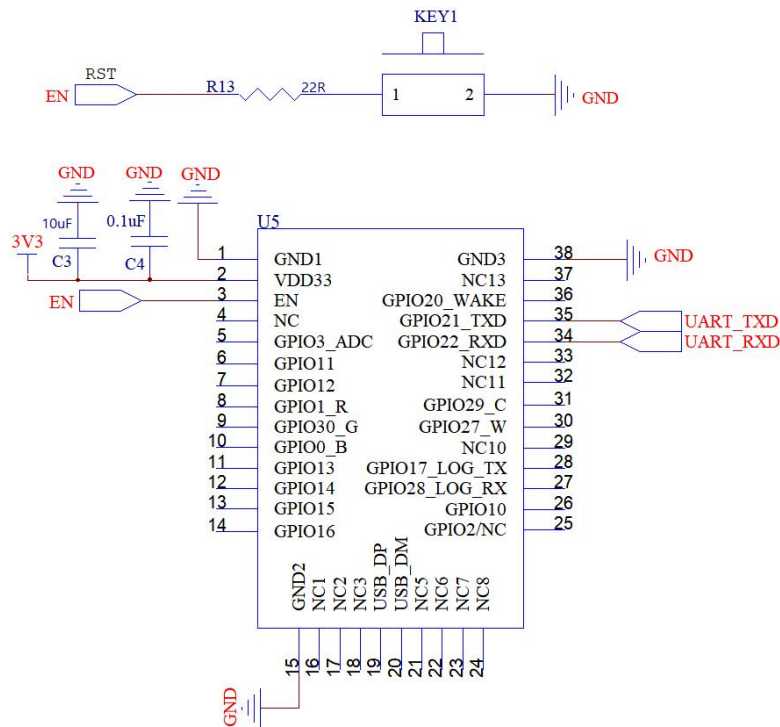 KEY1
RST
EN
R13
22R
1
2
GND
GND
GND
GND
10uF
0.1uF
3V3
C3
C4
EN
U5
1 GND1
2 VDD33
3 EN
4 NC
5 GPIO3_ADC
6 GPIO11
7 GPIO12
8 GPIO1_R
9 GPIO30_G
10 GPIO0_B
11 GPIO13
12 GPIO14
13 GPIO15
14 GPIO16
GND3 38
NC13 37
GPIO20_WAKE 36
GPIO21_TXD 35
GPIO22_RXD 34
NC12 33
NC11 32
GPIO29_C 31
GPIO27_W 30
NC10 29
GPIO17_LOG_TX 28
GPIO28_LOG_RX 27
GPIO10 26
GPIO2/NC 25
GND
UART_TXD
UART_RXD
GND2 15
NC1 16
NC2 17
NC3 18
USB_DP 19
USB_DM 20
NC5 21
NC6 22
NC7 23
NC8 24
GND